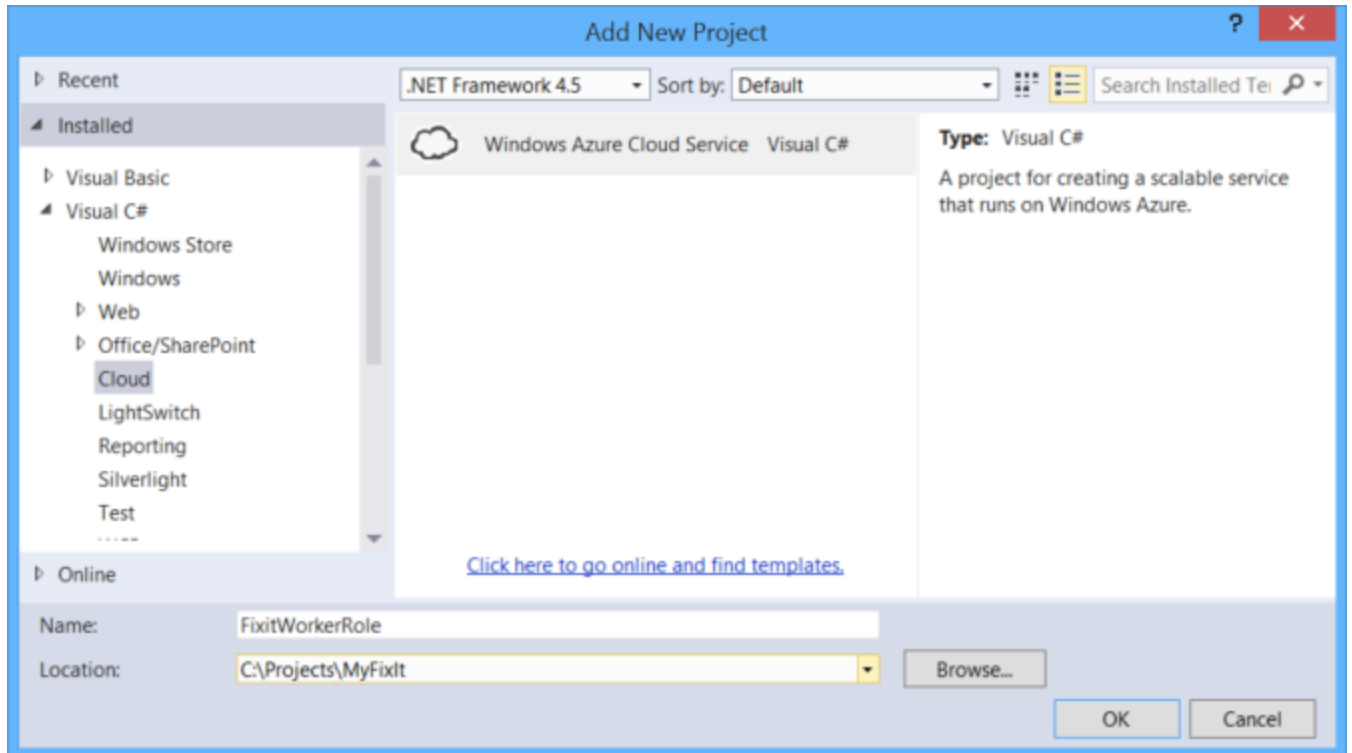 Add New Project
?
Recent
.NET Framework 4.5
Sort by: Default
Search Installed Te
Installed
Visual Basic
Visual C#
Windows Store
Windows
Web
Office/SharePoint
Cloud
LightSwitch
Reporting
Silverlight
Test
Online
Windows Azure Cloud Service Visual C#
Click here to go online and find templates.
Type: Visual C#
A project for creating a scalable service
that runs on Windows Azure.
Name: FixitWorkerRole
Location: C:\Projects\MyFixIt
Browse...
OK
Cancel